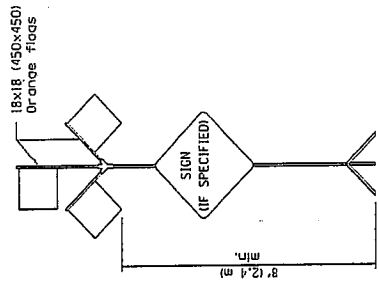 18x18 (450x450)
Orange flags
SIGN
(IF SPECIFIED)
8' (2.4 m)
min.